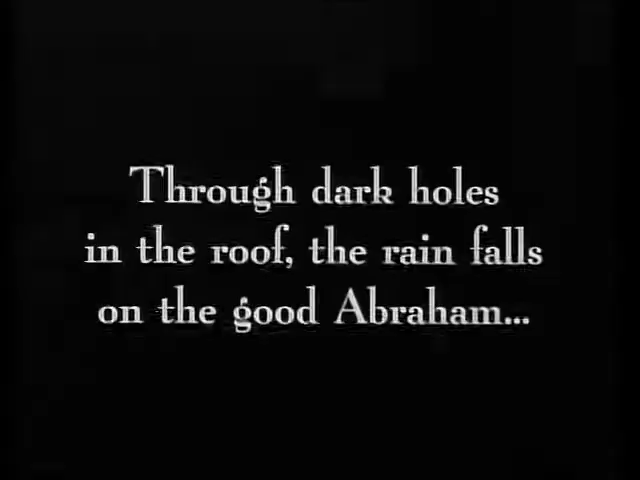 Through dark holes
in the roof, the rain falls
on the good Abraham...